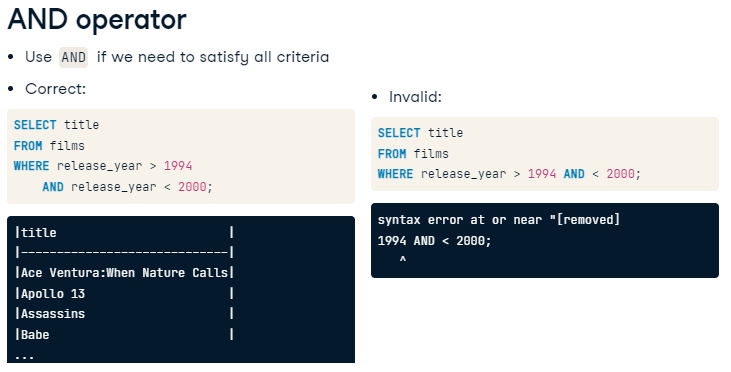 AND operator
• Use AND if we need to satisfy all criteria
• Correct:
SELECT title
FROM films
WHERE release_year > 1994
    AND release_year < 2000;
|title                        |
|-----------------------------|
|Ace Ventura:When Nature Calls|
|Apollo 13                    |
|Assassins                    |
|Babe                         |
...
• Invalid:
SELECT title
FROM films
WHERE release_year > 1994 AND < 2000;
syntax error at or near "[removed]
1994 AND < 2000;
   ^